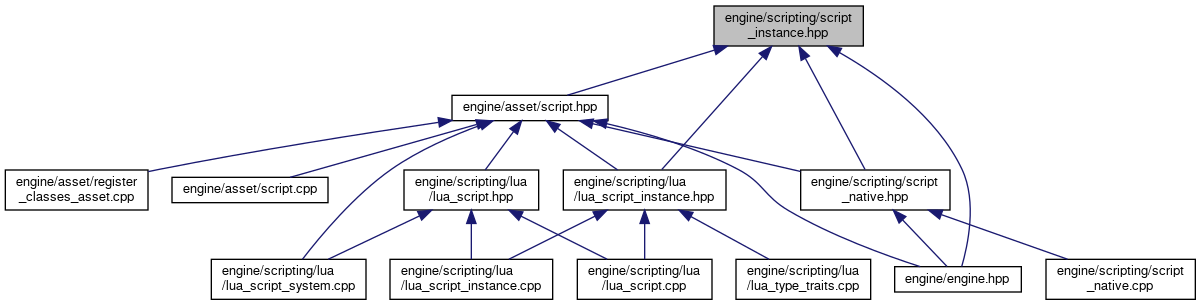 engine/scripting/script
_instance.hpp
engine/asset/script.hpp
engine/asset/register
_classes_asset.cpp
engine/asset/script.cpp
engine/scripting/lua
/lua_script.hpp
engine/scripting/lua
/lua_script_instance.hpp
engine/scripting/script
_native.hpp
engine/scripting/lua
/lua_script_system.cpp
engine/scripting/lua
/lua_script_instance.cpp
engine/scripting/lua
/lua_script.cpp
engine/scripting/lua
/lua_type_traits.cpp
engine/engine.hpp
engine/scripting/script
_native.cpp